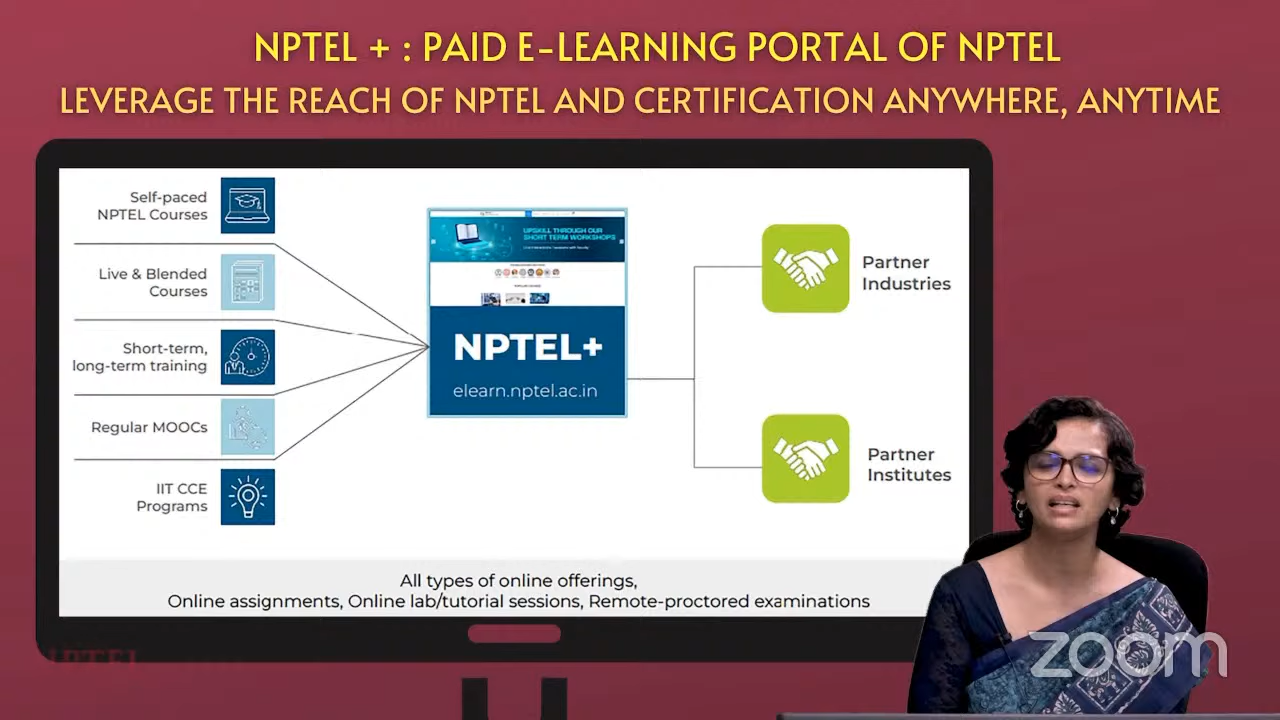 NPTEL + : PAID E-LEARNING PORTAL OF NPTEL
LEVERAGE THE REACH OF NPTEL AND CERTIFICATION ANYWHERE, ANYTIME
Self-paced
NPTEL Courses
Live & Blended
Courses
Short-term,
long-term training
Regular MOOCs
IIT CCE
Programs
UPSKILL THROUGH OUR
SHORT TERM WORKSHOPS
NPTEL+
elearn.nptel.ac.in
Partner
Industries
Partner
Institutes
All types of online offerings,
Online assignments, Online lab/tutorial sessions, Remote-proctored examinations
NPTEL
zoom